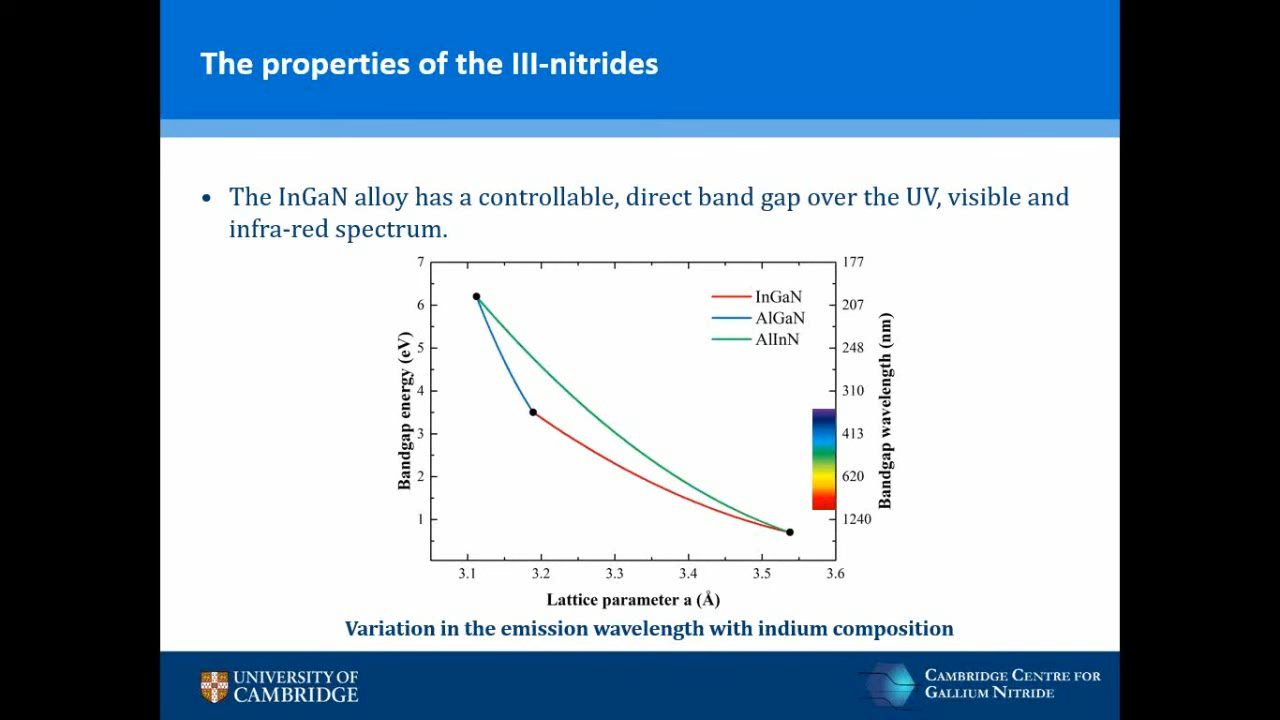 The properties of the III-nitrides
• The InGaN alloy has a controllable, direct band gap over the UV, visible and
infra-red spectrum.
7
6
5
4
3
2
1
Bandgap energy (eV)
InGaN
AlGaN
AlInN
177
207
248
310
413
620
1240
Bandgap wavelength (nm)
3.1 3.2 3.3 3.4 3.5 3.6
Lattice parameter a (Å)
Variation in the emission wavelength with indium composition
UNIVERSITY OF
CAMBRIDGE
CAMBRIDGE CENTRE FOR
GALLIUM NITRIDE